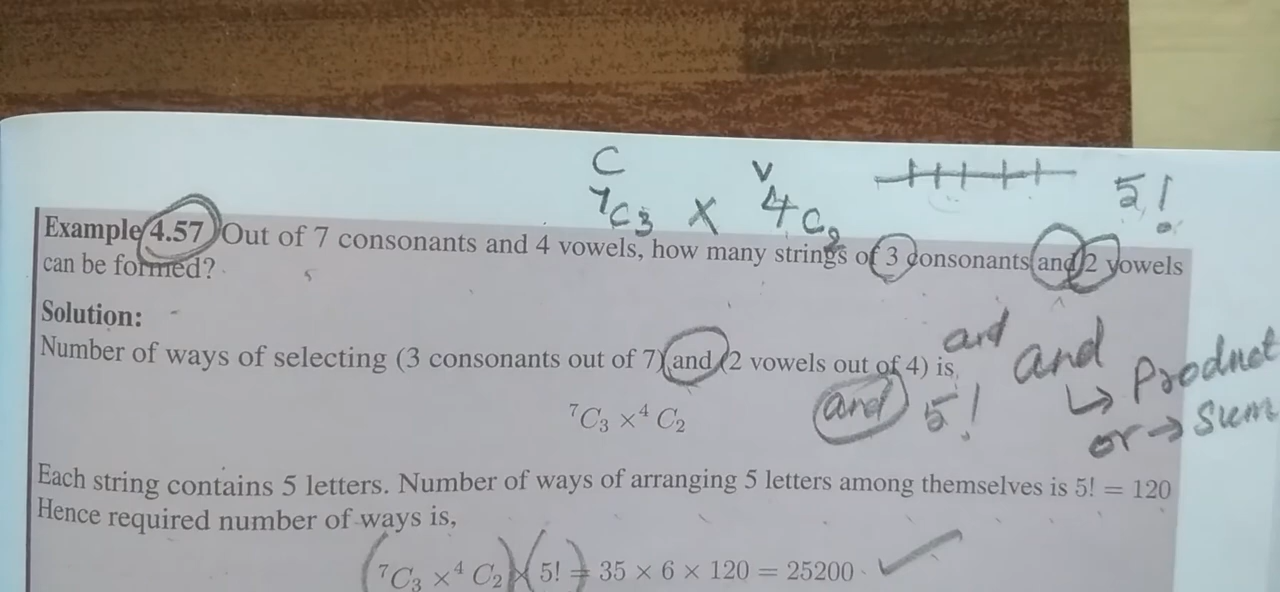 C V
⁷C₃ × 4C₂ 5!
Example 4.57 Out of 7 consonants and 4 vowels, how many strings of 3 consonants and 2 vowels
can be formed?
Solution:
Number of ways of selecting (3 consonants out of 7) and (2 vowels out of 4) is,
and and
↳ Product
⁷C₃ ×⁴ C₂ and 5!
or → Sum
Each string contains 5 letters. Number of ways of arranging 5 letters among themselves is 5! = 120
Hence required number of ways is,
(⁷C₃ ×⁴ C₂) × (5!) = 35 × 6 × 120 = 25200